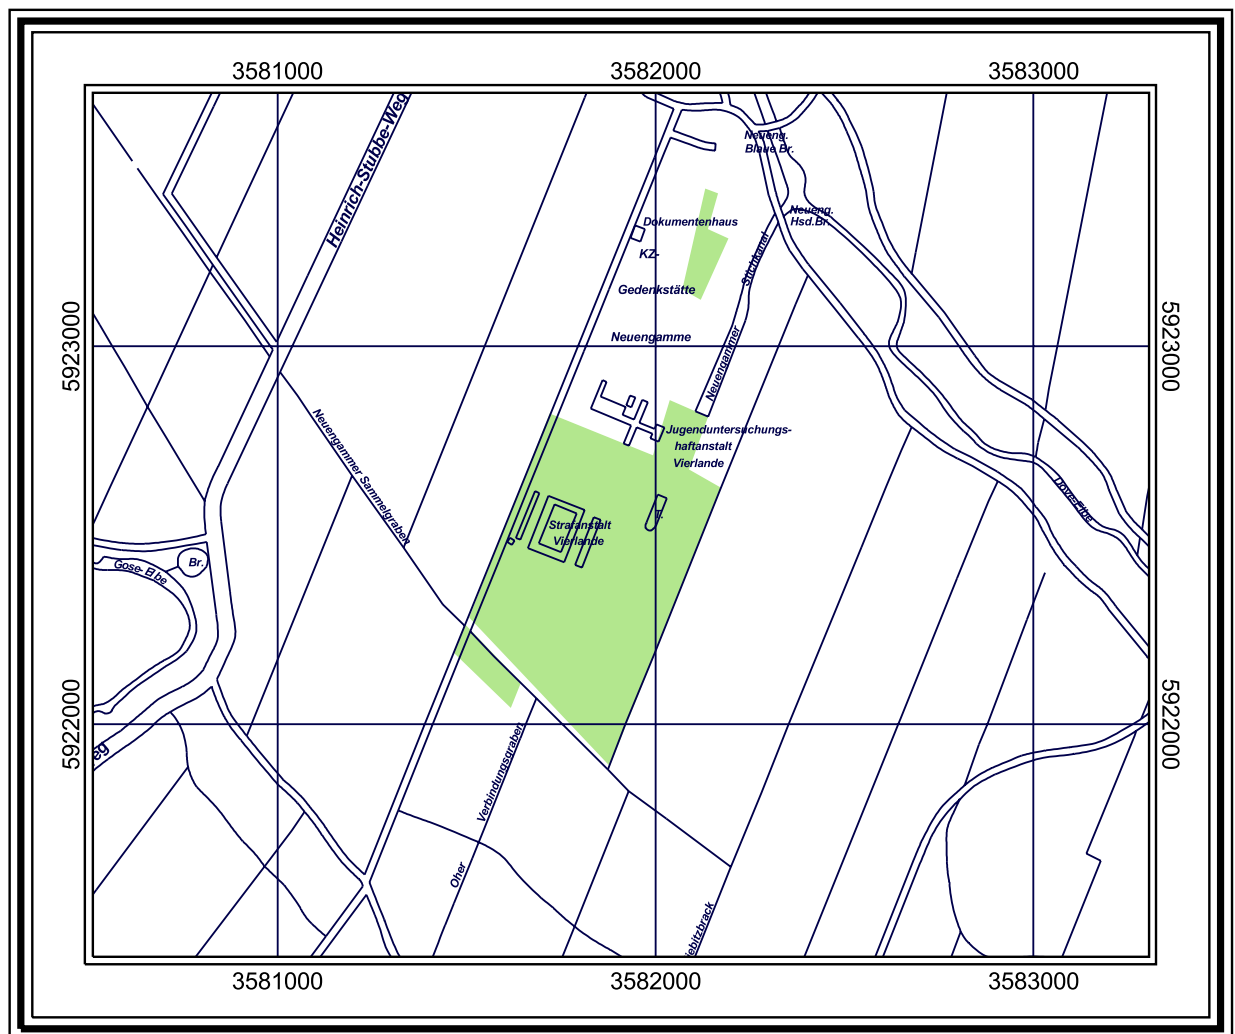 3581000 3582000 3583000
Heinrich-Stubbe-Weg
Neueng.
Blaue Br.
Neueng.
Hsd.Br.
Dokumentenhaus
KZ-
Gedenkstätte
Neuengamme
Stichkanal
Neuengammer
5923000
5923000
Neuengammer Sammelgraben
Jugenduntersuchungs-
haftanstalt
Vierlande
Dove-Elbe
T.
Strafanstalt
Vierlande
Br.
Gose-Elbe
5922000
5922000
eg
Verbindungsgraben
Oher
iebitzbrack
3581000 3582000 3583000